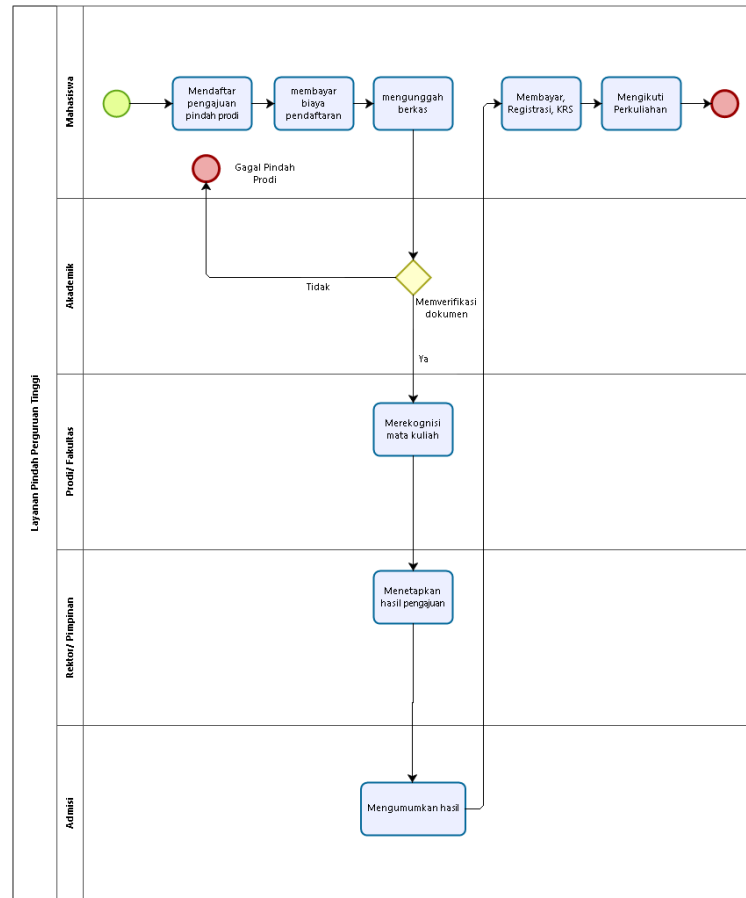 Layanan Pindah Perguruan Tinggi
Mahasiswa
Mendaftar
pengajuan
pindah prodi
membayar
biaya
pendaftaran
mengunggah
berkas
Membayar,
Registrasi, KRS
Mengikuti
Perkuliahan
Gagal Pindah
Prodi
Akademik
Tidak
Memverifikasi
dokumen
Ya
Prodi/ Fakultas
Merekognisi
mata kuliah
Rektor/ Pimpinan
Menetapkan
hasil pengajuan
Admisi
Mengumumkan hasil